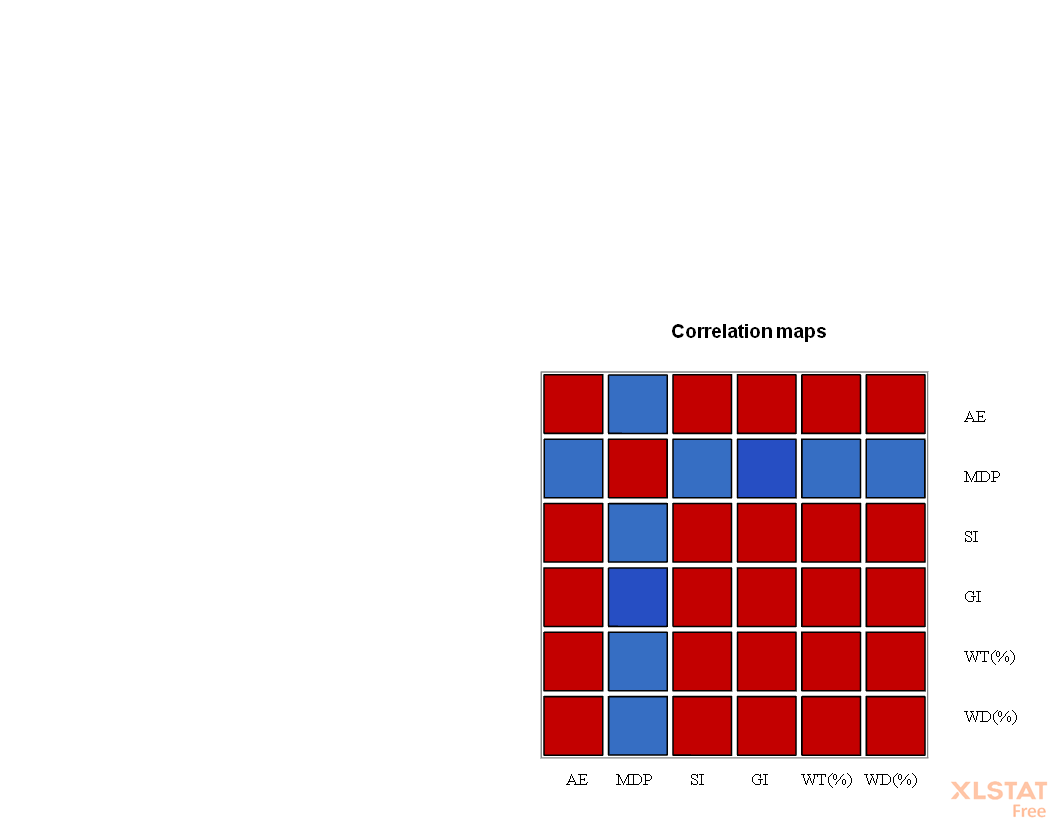 Correlation maps
AE
MDP
SI
GI
WT(%)
WD(%)
AE MDP SI GI WT(%) WD(%)
XLSTAT
Free